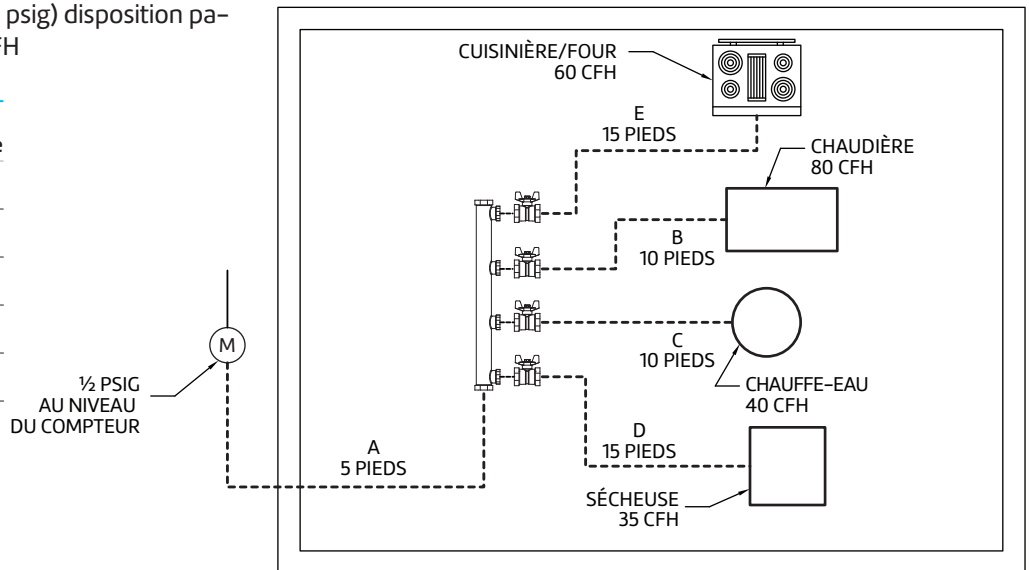 psig) disposition pa-
CUISINIÈRE/FOUR
60 CFH
E
15 PIEDS
CHAUDIÈRE
80 CFH
B
10 PIEDS
M
½ PSIG
AU NIVEAU
DU COMPTEUR
C
10 PIEDS
CHAUFFE-EAU
40 CFH
A
5 PIEDS
D
15 PIEDS
SÉCHEUSE
35 CFH